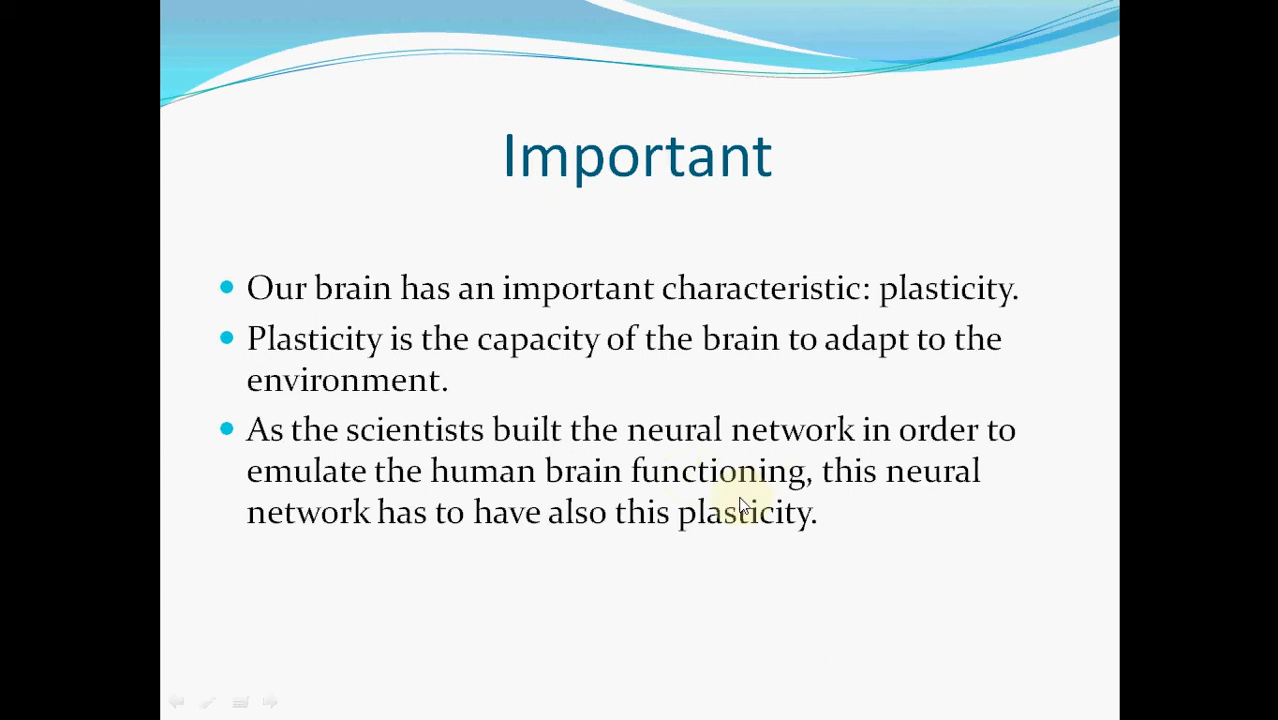 Important
Our brain has an important characteristic: plasticity.
Plasticity is the capacity of the brain to adapt to the
environment.
As the scientists built the neural network in order to
emulate the human brain functioning, this neural
network has to have also this plasticity.